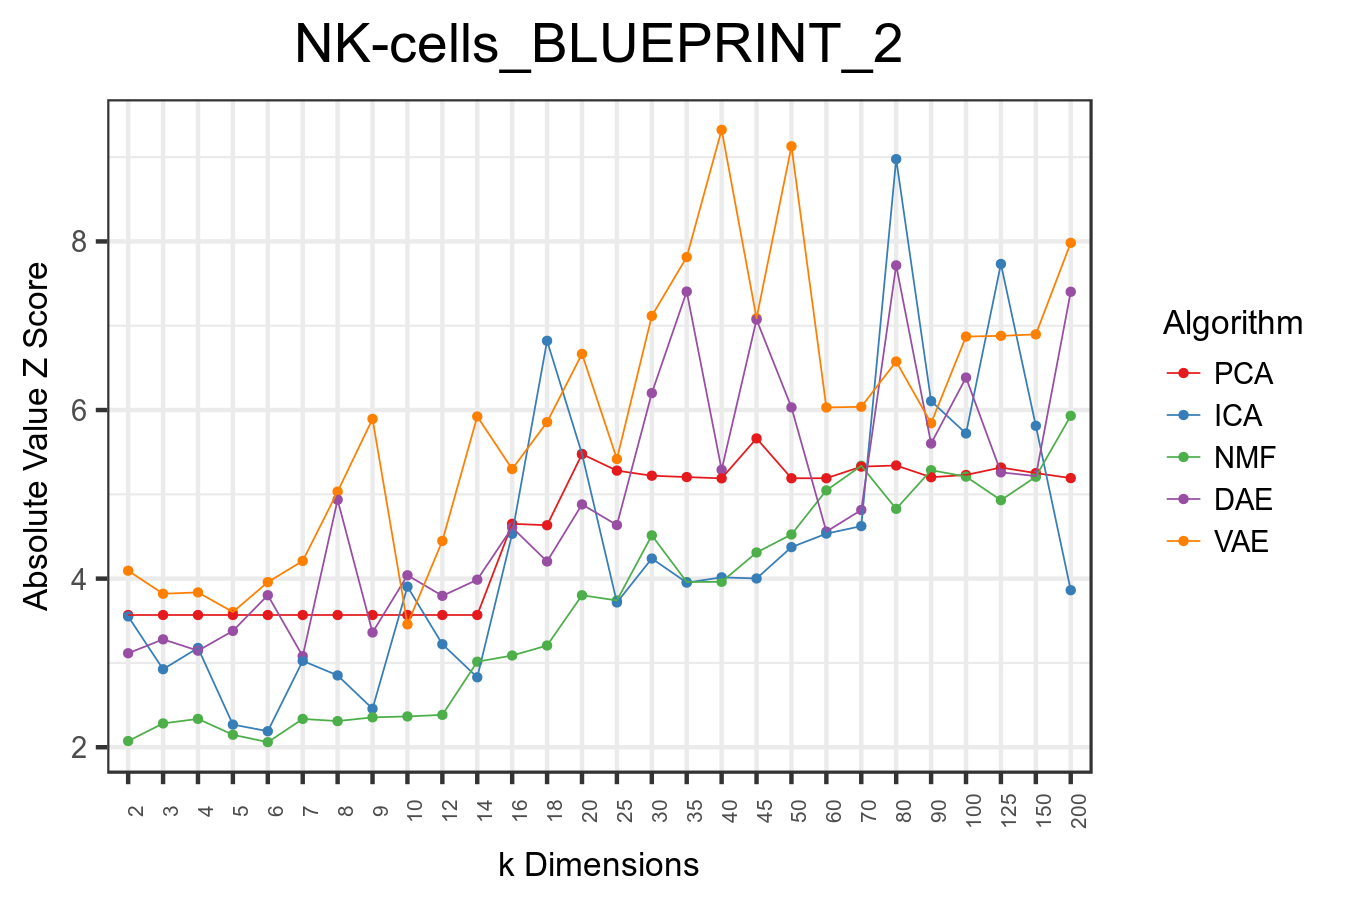 NK-cells_BLUEPRINT_2
Absolute Value Z Score
8
6
4
2
2 3 4 5 6 7 8 9 10 12 14 16 18 20 25 30 35 40 45 50 60 70 80 90 100 125 150 200
k Dimensions
Algorithm
PCA
ICA
NMF
DAE
VAE